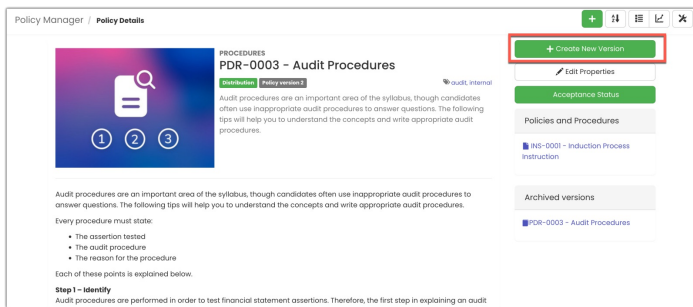 Policy Manager / Policy Details
PROCEDURES
PDR-0003 - Audit Procedures
Distribution Policy version 2
audit, internal
Audit procedures are an important area of the syllabus, though candidates
often use inappropriate audit procedures to answer questions. The following
tips will help you to understand the concepts and write appropriate audit
procedures.
1 2 3
Audit procedures are an important area of the syllabus, though candidates often use inappropriate audit procedures to
answer questions. The following tips will help you to understand the concepts and write appropriate audit procedures.
Every procedure must state:
• The assertion tested
• The audit procedure
• The reason for the procedure
Each of these points is explained below.
Step 1 – Identify
Audit procedures are performed in order to test financial statement assertions. Therefore, the first step in explaining an audit
+ Create New Version
Edit Properties
Acceptance Status
Policies and Procedures
INS-0001 - Induction Process
Instruction
Archived versions
PDR-0003 - Audit Procedures